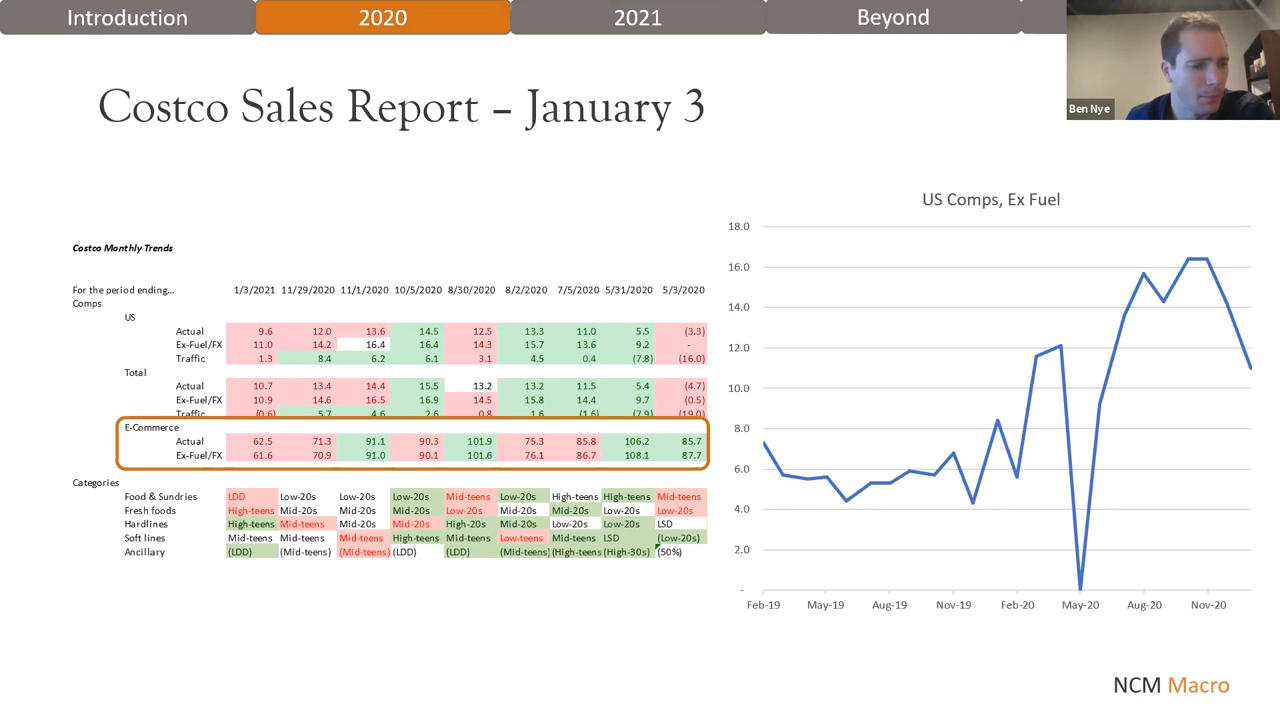 Introduction 2020 2021 Beyond
Ben Nye
Costco Sales Report – January 3
Costco Monthly Trends
For the period ending... 1/3/2021 11/29/2020 11/1/2020 10/5/2020 8/30/2020 8/2/2020 7/5/2020 5/31/2020 5/3/2020
Comps
US
Actual 9.6 12.0 13.6 14.5 12.5 13.3 11.0 5.5 (3.3)
Ex-Fuel/FX 11.0 14.2 16.4 16.4 14.3 15.7 13.6 9.2 -
Traffic 1.3 8.4 6.2 6.1 3.1 4.5 0.4 (7.8) (16.0)
Total
Actual 10.7 13.4 14.4 15.5 13.2 13.2 11.5 5.4 (4.7)
Ex-Fuel/FX 10.9 14.6 16.5 16.9 14.5 15.8 14.4 9.7 (0.5)
Traffic (0.6) 5.7 4.6 2.6 0.8 1.6 (1.6) (7.9) (19.0)
E-Commerce
Actual 62.5 71.3 91.1 90.3 101.9 75.3 85.8 106.2 85.7
Ex-Fuel/FX 61.6 70.9 91.0 90.1 101.6 76.1 86.7 108.1 87.7
Categories
Food & Sundries LDD Low-20s Low-20s Low-20s Mid-teens Low-20s High-teens High-teens Mid-teens
Fresh foods High-teens Mid-20s Mid-20s Mid-20s Low-20s Mid-20s Mid-20s Low-20s Low-20s
Hardlines High-teens Mid-teens Mid-20s Mid-20s High-20s Mid-20s Low-20s Low-20s LSD
Soft lines Mid-teens Mid-teens Mid-teens High-teens Mid-teens Low-teens Mid-teens LSD (Low-20s)
Ancillary (LDD) (Mid-teens) (Mid-teens) (LDD) (LDD) (Mid-teens) (High-teens (High-30s) (50%)
US Comps, Ex Fuel
18.0
16.0
14.0
12.0
10.0
8.0
6.0
4.0
2.0
-
Feb-19 May-19 Aug-19 Nov-19 Feb-20 May-20 Aug-20 Nov-20
NCM Macro